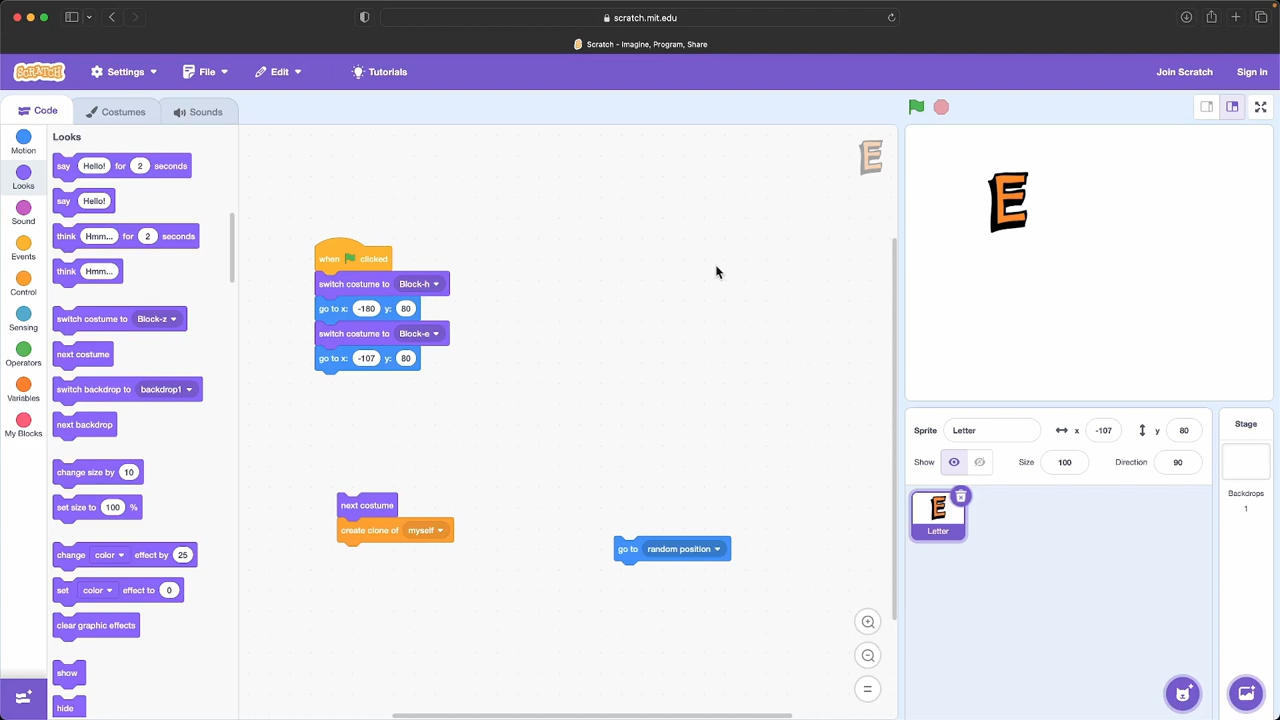 scratch.mit.edu
Scratch - Imagine, Program, Share
SCRATCH Settings File Edit Tutorials Join Scratch Sign in
Code Costumes Sounds
Motion
Looks
Sound
Events
Control
Sensing
Operators
Variables
My Blocks
Looks
say Hello! for 2 seconds
say Hello!
think Hmm... for 2 seconds
think Hmm...
switch costume to Block-z
next costume
switch backdrop to backdrop1
next backdrop
change size by 10
set size to 100 %
change color effect by 25
set color effect to 0
clear graphic effects
show
hide
when clicked
switch costume to Block-h
go to x: -180 y: 80
switch costume to Block-e
go to x: -107 y: 80
next costume
create clone of myself
go to random position
E
E
Sprite Letter x -107 y 80
Show Size 100 Direction 90
E
Letter
Stage
Backdrops
1